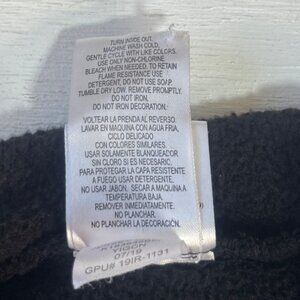 TURN INSIDE OUT.
MACHINE WASH COLD,
GENTLE CYCLE WITH LIKE COLORS.
USE ONLY NON-CHLORINE
BLEACH WHEN NEEDED. TO RETAIN
FLAME RESISTANCE USE
DETERGENT. DO NOT USE SOAP.
TUMBLE DRY LOW. REMOVE PROMPTLY.
DO NOT IRON.
DO NOT IRON DECORATION:
VOLTEAR LA PRENDA AL REVERSO.
LAVAR EN MAQUINA CON AGUA FRIA,
CICLO DELICADO
CON COLORES SIMILARES.
USAR SOLAMENTE BLANQUEADOR
SIN CLORO SI ES NECESARIO.
PARA PROTEGER LA CAPA RESISTENTE
A FUEGO USAR DETERGENTE.
NO USAR JABON. SECAR A MAQUINA A
TEMPERATURA BAJA.
REMOVER INMEDIATAMENTE.
NO PLANCHAR.
NO PLANCHAR LA DECORACIÓN.
07/19
GPU# 19IR-1131